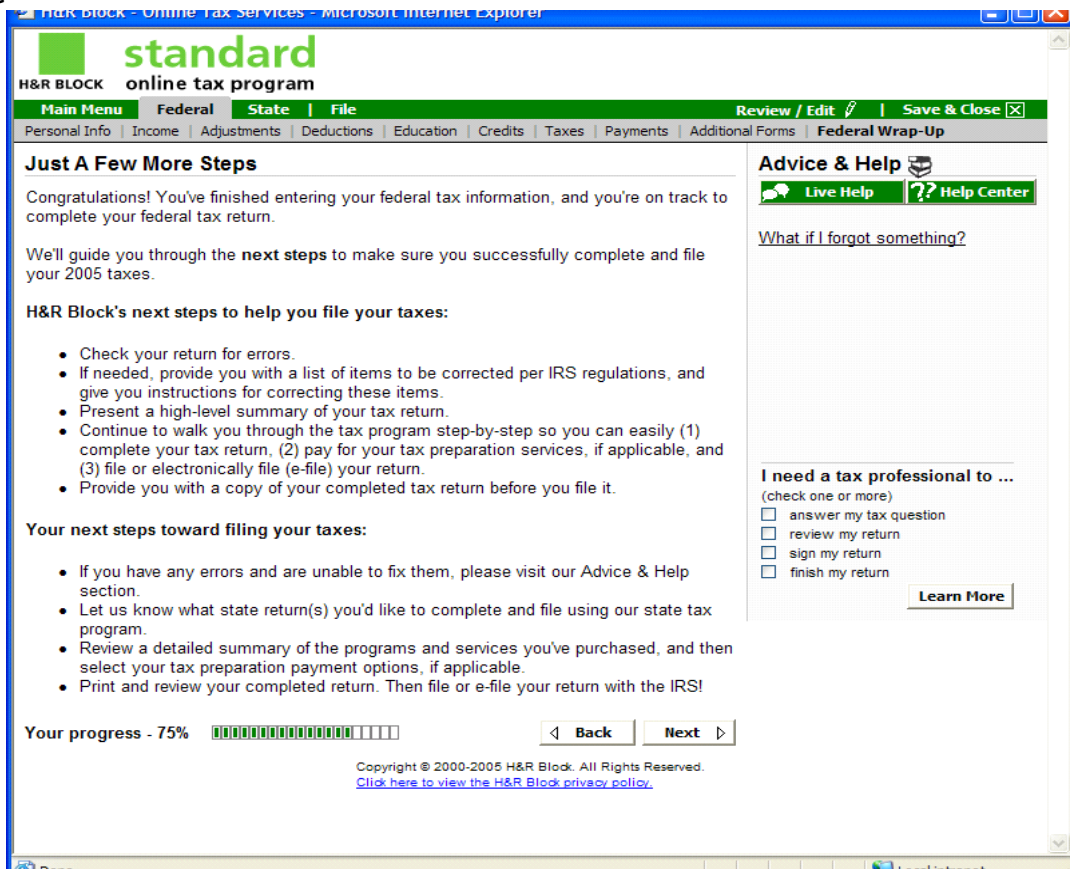 H&R Block - Online Tax Services - Microsoft Internet Explorer
standard
H&R BLOCK online tax program
Main Menu Federal State | File Review / Edit | Save & Close
Personal Info | Income | Adjustments | Deductions | Education | Credits | Taxes | Payments | Additional Forms | Federal Wrap-Up
Just A Few More Steps
Congratulations! You've finished entering your federal tax information, and you're on track to
complete your federal tax return.
We'll guide you through the next steps to make sure you successfully complete and file
your 2005 taxes.
H&R Block's next steps to help you file your taxes:
• Check your return for errors.
• If needed, provide you with a list of items to be corrected per IRS regulations, and
give you instructions for correcting these items.
• Present a high-level summary of your tax return.
• Continue to walk you through the tax program step-by-step so you can easily (1)
complete your tax return, (2) pay for your tax preparation services, if applicable, and
(3) file or electronically file (e-file) your return.
• Provide you with a copy of your completed tax return before you file it.
Your next steps toward filing your taxes:
• If you have any errors and are unable to fix them, please visit our Advice & Help
section.
• Let us know what state return(s) you'd like to complete and file using our state tax
program.
• Review a detailed summary of the programs and services you've purchased, and then
select your tax preparation payment options, if applicable.
• Print and review your completed return. Then file or e-file your return with the IRS!
Your progress - 75% Back Next
Copyright © 2000-2005 H&R Block. All Rights Reserved.
Click here to view the H&R Block privacy policy.
Advice & Help
Live Help ?? Help Center
What if I forgot something?
I need a tax professional to ...
(check one or more)
answer my tax question
review my return
sign my return
finish my return
Learn More
Done Local intranet